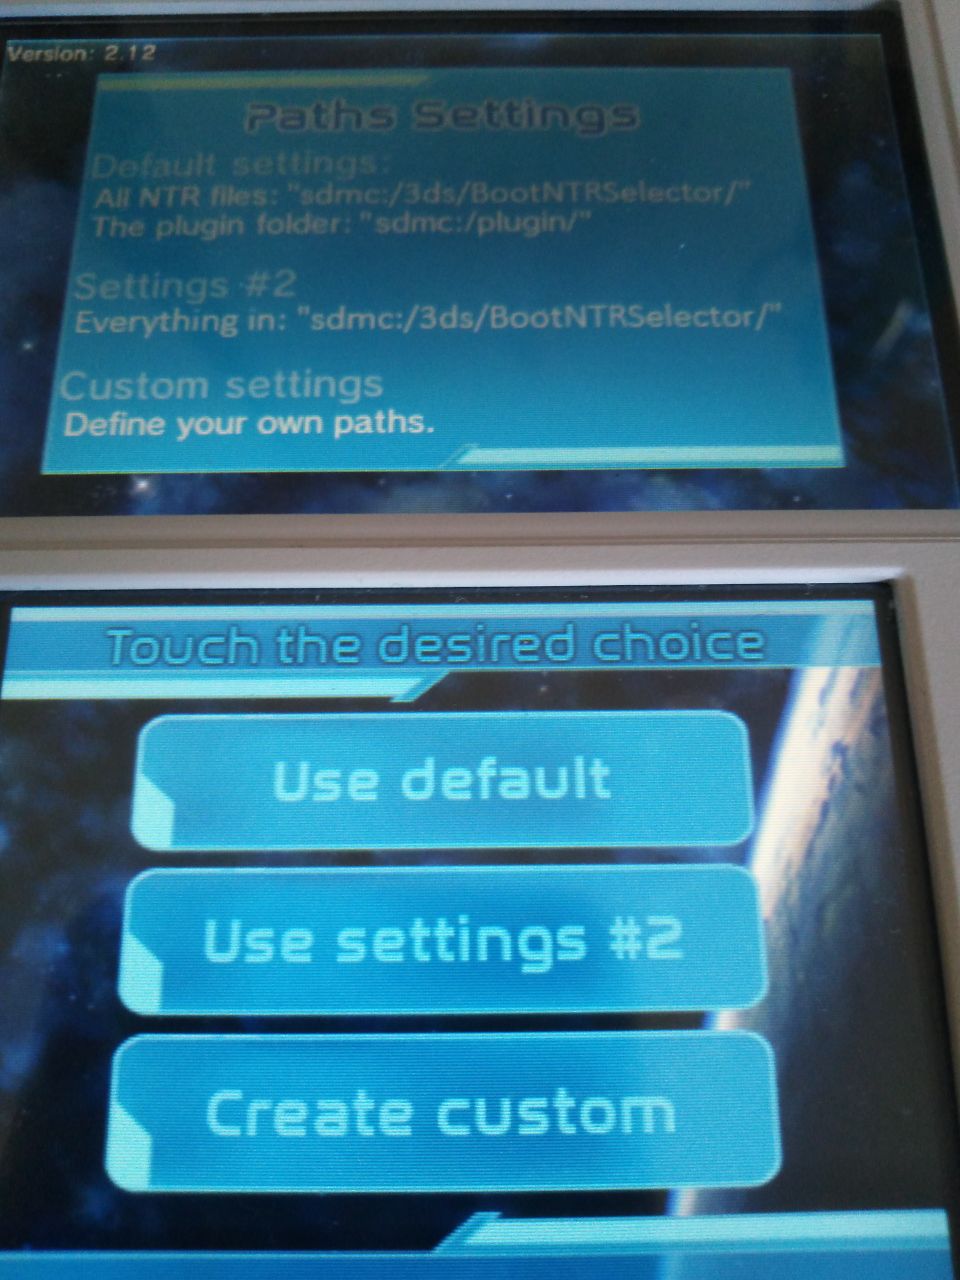 Version: 2.12
Paths Settings
Default settings:
All NTR files: "sdmc:/3ds/BootNTRSelector/"
The plugin folder: "sdmc:/plugin/"
Settings #2
Everything in: "sdmc:/3ds/BootNTRSelector/"
Custom settings
Define your own paths.
Touch the desired choice
Use default
Use settings #2
Create custom